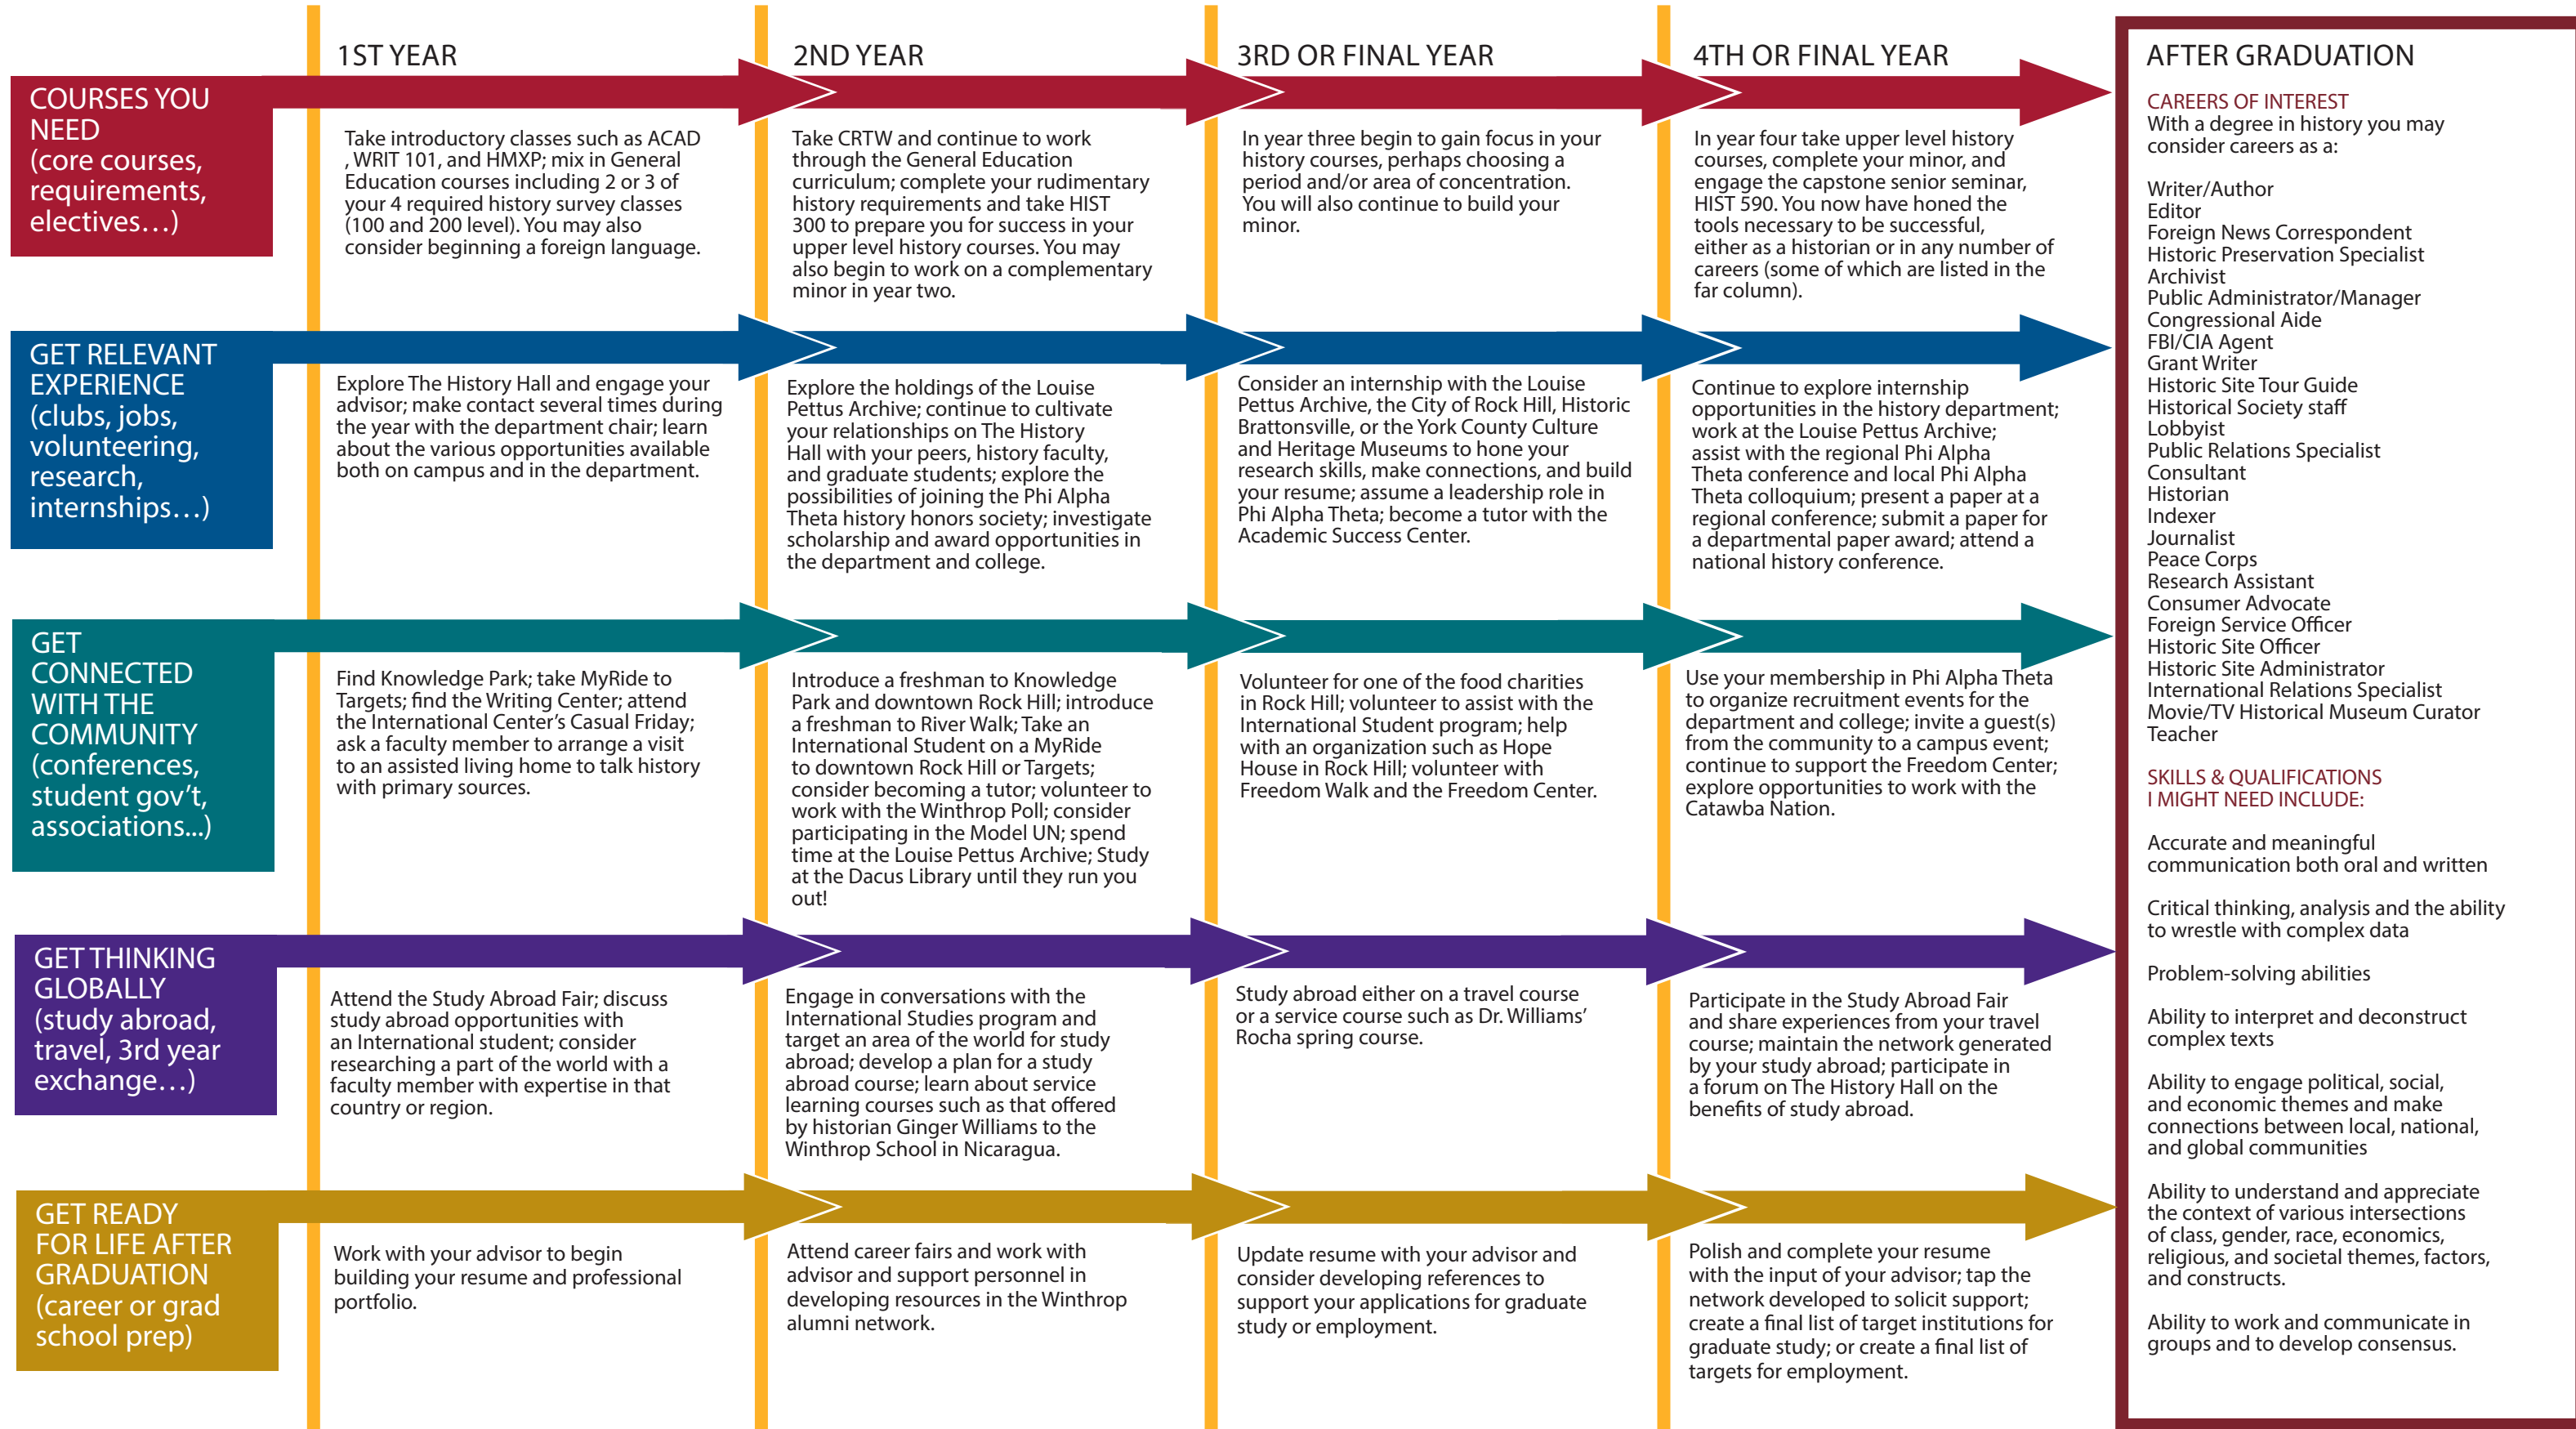 1ST YEAR
2ND YEAR
3RD OR FINAL YEAR
4TH OR FINAL YEAR
COURSES YOU
NEED
(core courses,
requirements,
electives…)
Take introductory classes such as ACAD
, WRIT 101, and HMXP; mix in General
Education courses including 2 or 3 of
your 4 required history survey classes
(100 and 200 level). You may also
consider beginning a foreign language.
Take CRTW and continue to work
through the General Education
curriculum; complete your rudimentary
history requirements and take HIST
300 to prepare you for success in your
upper level history courses. You may
also begin to work on a complementary
minor in year two.
In year three begin to gain focus in your
history courses, perhaps choosing a
period and/or area of concentration.
You will also continue to build your
minor.
In year four take upper level history
courses, complete your minor, and
engage the capstone senior seminar,
HIST 590. You now have honed the
tools necessary to be successful,
either as a historian or in any number of
careers (some of which are listed in the
far column).
GET RELEVANT
EXPERIENCE
(clubs, jobs,
volunteering,
research,
internships…)
Explore The History Hall and engage your
advisor; make contact several times during
the year with the department chair; learn
about the various opportunities available
both on campus and in the department.
Explore the holdings of the Louise
Pettus Archive; continue to cultivate
your relationships on The History
Hall with your peers, history faculty,
and graduate students; explore the
possibilities of joining the Phi Alpha
Theta history honors society; investigate
scholarship and award opportunities in
the department and college.
Consider an internship with the Louise
Pettus Archive, the City of Rock Hill, Historic
Brattonsville, or the York County Culture
and Heritage Museums to hone your
research skills, make connections, and build
your resume; assume a leadership role in
Phi Alpha Theta; become a tutor with the
Academic Success Center.
Continue to explore internship
opportunities in the history department;
work at the Louise Pettus Archive;
assist with the regional Phi Alpha
Theta conference and local Phi Alpha
Theta colloquium; present a paper at a
regional conference; submit a paper for
a departmental paper award; attend a
national history conference.
GET
CONNECTED
WITH THE
COMMUNITY
(conferences,
student gov’t,
associations...)
Find Knowledge Park; take MyRide to
Targets; find the Writing Center; attend
the International Center’s Casual Friday;
ask a faculty member to arrange a visit
to an assisted living home to talk history
with primary sources.
Introduce a freshman to Knowledge
Park and downtown Rock Hill; introduce
a freshman to River Walk; Take an
International Student on a MyRide
to downtown Rock Hill or Targets;
consider becoming a tutor; volunteer to
work with the Winthrop Poll; consider
participating in the Model UN; spend
time at the Louise Pettus Archive; Study
at the Dacus Library until they run you
out!
Volunteer for one of the food charities
in Rock Hill; volunteer to assist with the
International Student program; help
with an organization such as Hope
House in Rock Hill; volunteer with
Freedom Walk and the Freedom Center.
Use your membership in Phi Alpha Theta
to organize recruitment events for the
department and college; invite a guest(s)
from the community to a campus event;
continue to support the Freedom Center;
explore opportunities to work with the
Catawba Nation.
GET THINKING
GLOBALLY
(study abroad,
travel, 3rd year
exchange…)
Attend the Study Abroad Fair; discuss
study abroad opportunities with
an International student; consider
researching a part of the world with a
faculty member with expertise in that
country or region.
Engage in conversations with the
International Studies program and
target an area of the world for study
abroad; develop a plan for a study
abroad course; learn about service
learning courses such as that offered
by historian Ginger Williams to the
Winthrop School in Nicaragua.
Study abroad either on a travel course
or a service course such as Dr. Williams’
Rocha spring course.
Participate in the Study Abroad Fair
and share experiences from your travel
course; maintain the network generated
by your study abroad; participate in
a forum on The History Hall on the
benefits of study abroad.
GET READY
FOR LIFE AFTER
GRADUATION
(career or grad
school prep)
Work with your advisor to begin
building your resume and professional
portfolio.
Attend career fairs and work with
advisor and support personnel in
developing resources in the Winthrop
alumni network.
Update resume with your advisor and
consider developing references to
support your applications for graduate
study or employment.
Polish and complete your resume
with the input of your advisor; tap the
network developed to solicit support;
create a final list of target institutions for
graduate study; or create a final list of
targets for employment.
AFTER GRADUATION
CAREERS OF INTEREST
With a degree in history you may
consider careers as a:
Writer/Author
Editor
Foreign News Correspondent
Historic Preservation Specialist
Archivist
Public Administrator/Manager
Congressional Aide
FBI/CIA Agent
Grant Writer
Historic Site Tour Guide
Historical Society staff
Lobbyist
Public Relations Specialist
Consultant
Historian
Indexer
Journalist
Peace Corps
Research Assistant
Consumer Advocate
Foreign Service Officer
Historic Site Officer
Historic Site Administrator
International Relations Specialist
Movie/TV Historical Museum Curator
Teacher
SKILLS & QUALIFICATIONS
I MIGHT NEED INCLUDE:
Accurate and meaningful
communication both oral and written
Critical thinking, analysis and the ability
to wrestle with complex data
Problem-solving abilities
Ability to interpret and deconstruct
complex texts
Ability to engage political, social,
and economic themes and make
connections between local, national,
and global communities
Ability to understand and appreciate
the context of various intersections
of class, gender, race, economics,
religious, and societal themes, factors,
and constructs.
Ability to work and communicate in
groups and to develop consensus.